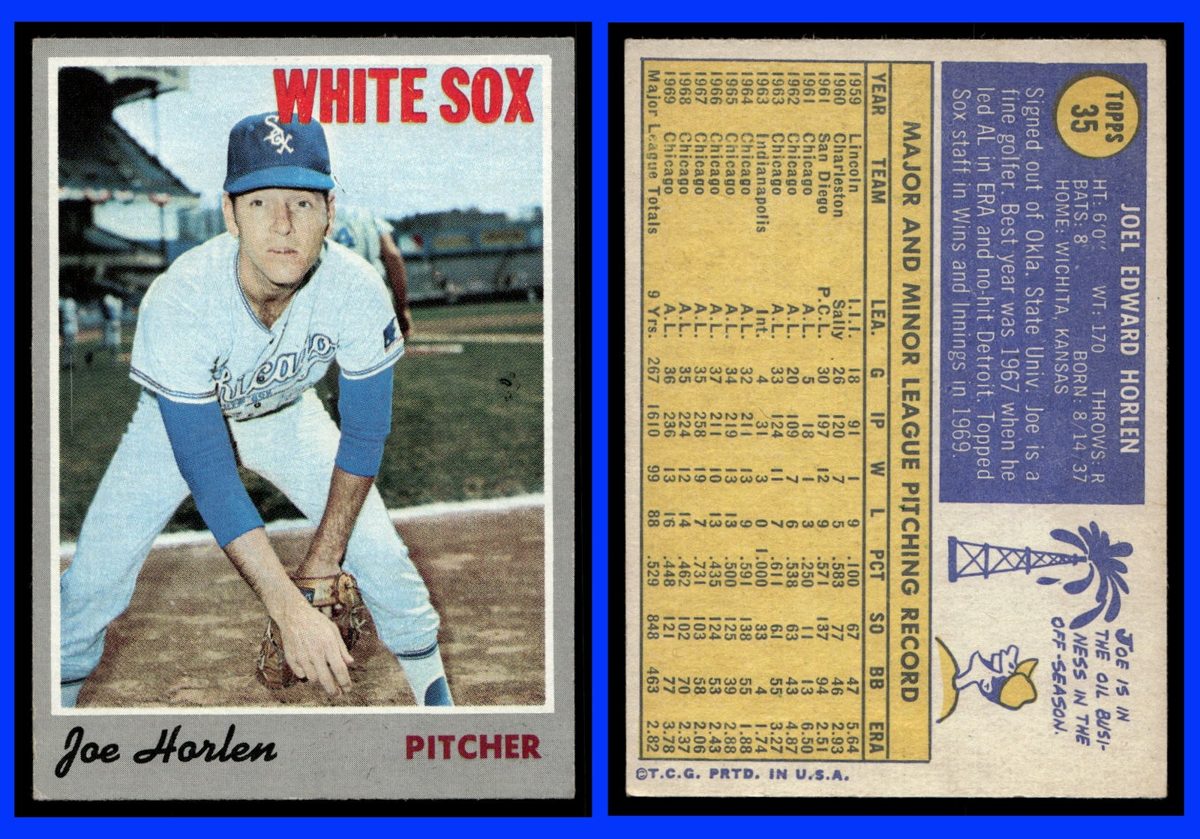 WHITE SOX
SOX
Chicago
Joe Horlen
PITCHER
TOPPS
35
JOEL EDWARD HORLEN
HT: 6'0" WT: 170 THROWS: R
BATS: 8 BORN: 8/14/37
HOME: WICHITA, KANSAS
Signed out of Okla. State Univ. Joe is a
fine golfer. Best year was 1967 when he
led AL in ERA and no-hit Detroit. Topped
Sox staff in Wins and Innings in 1969.
JOE IS IN
THE OIL BUSI-
NESS IN THE
OFF-SEASON.
MAJOR AND MINOR LEAGUE PITCHING RECORD
YEAR TEAM LEA G IP W L PCT SO BB ERA
1959 Lincoln I.I.I. 18 91 1 9 .100 67 47 5.64
1960 Charleston Sally 26 120 7 5 .583 77 46 2.93
1961 San Diego P.C.L. 30 197 12 9 .571 137 94 2.51
1961 Chicago A.L. 5 18 1 3 .250 11 13 6.50
1962 Chicago A.L. 20 109 7 6 .538 63 43 4.87
1963 Chicago A.L. 33 124 11 7 .611 61 55 3.27
1963 Indianapolis Int. 4 31 3 0 1.000 33 4 1.74
1964 Chicago A.L. 32 211 13 9 .591 138 55 1.88
1965 Chicago A.L. 34 219 13 13 .500 125 39 2.88
1966 Chicago A.L. 37 211 10 13 .435 124 53 2.43
1967 Chicago A.L. 35 258 19 7 .731 103 58 2.06
1968 Chicago A.L. 35 224 12 14 .462 102 70 2.37
1969 Chicago A.L. 36 236 13 16 .448 121 77 3.78
Major League Totals 9 Yrs. 267 1610 99 88 .529 848 463 2.82
©T.C.G. PRTD. IN U.S.A.